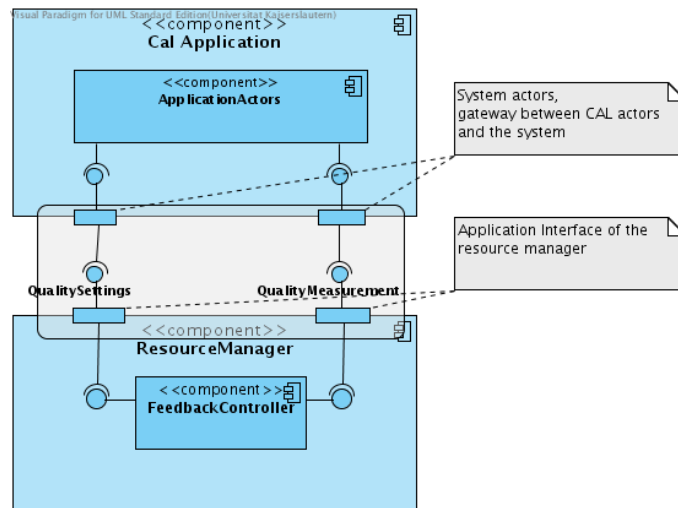 Visual Paradigm for UML Standard Edition(Universitat Kaiserslautern)
<<component>>
Cal Application
<<component>>
ApplicationActors
System actors,
gateway between CAL actors
and the system
Application Interface of the
resource manager
QualitySettings
QualityMeasurement
<<component>>
ResourceManager
<<component>>
FeedbackController